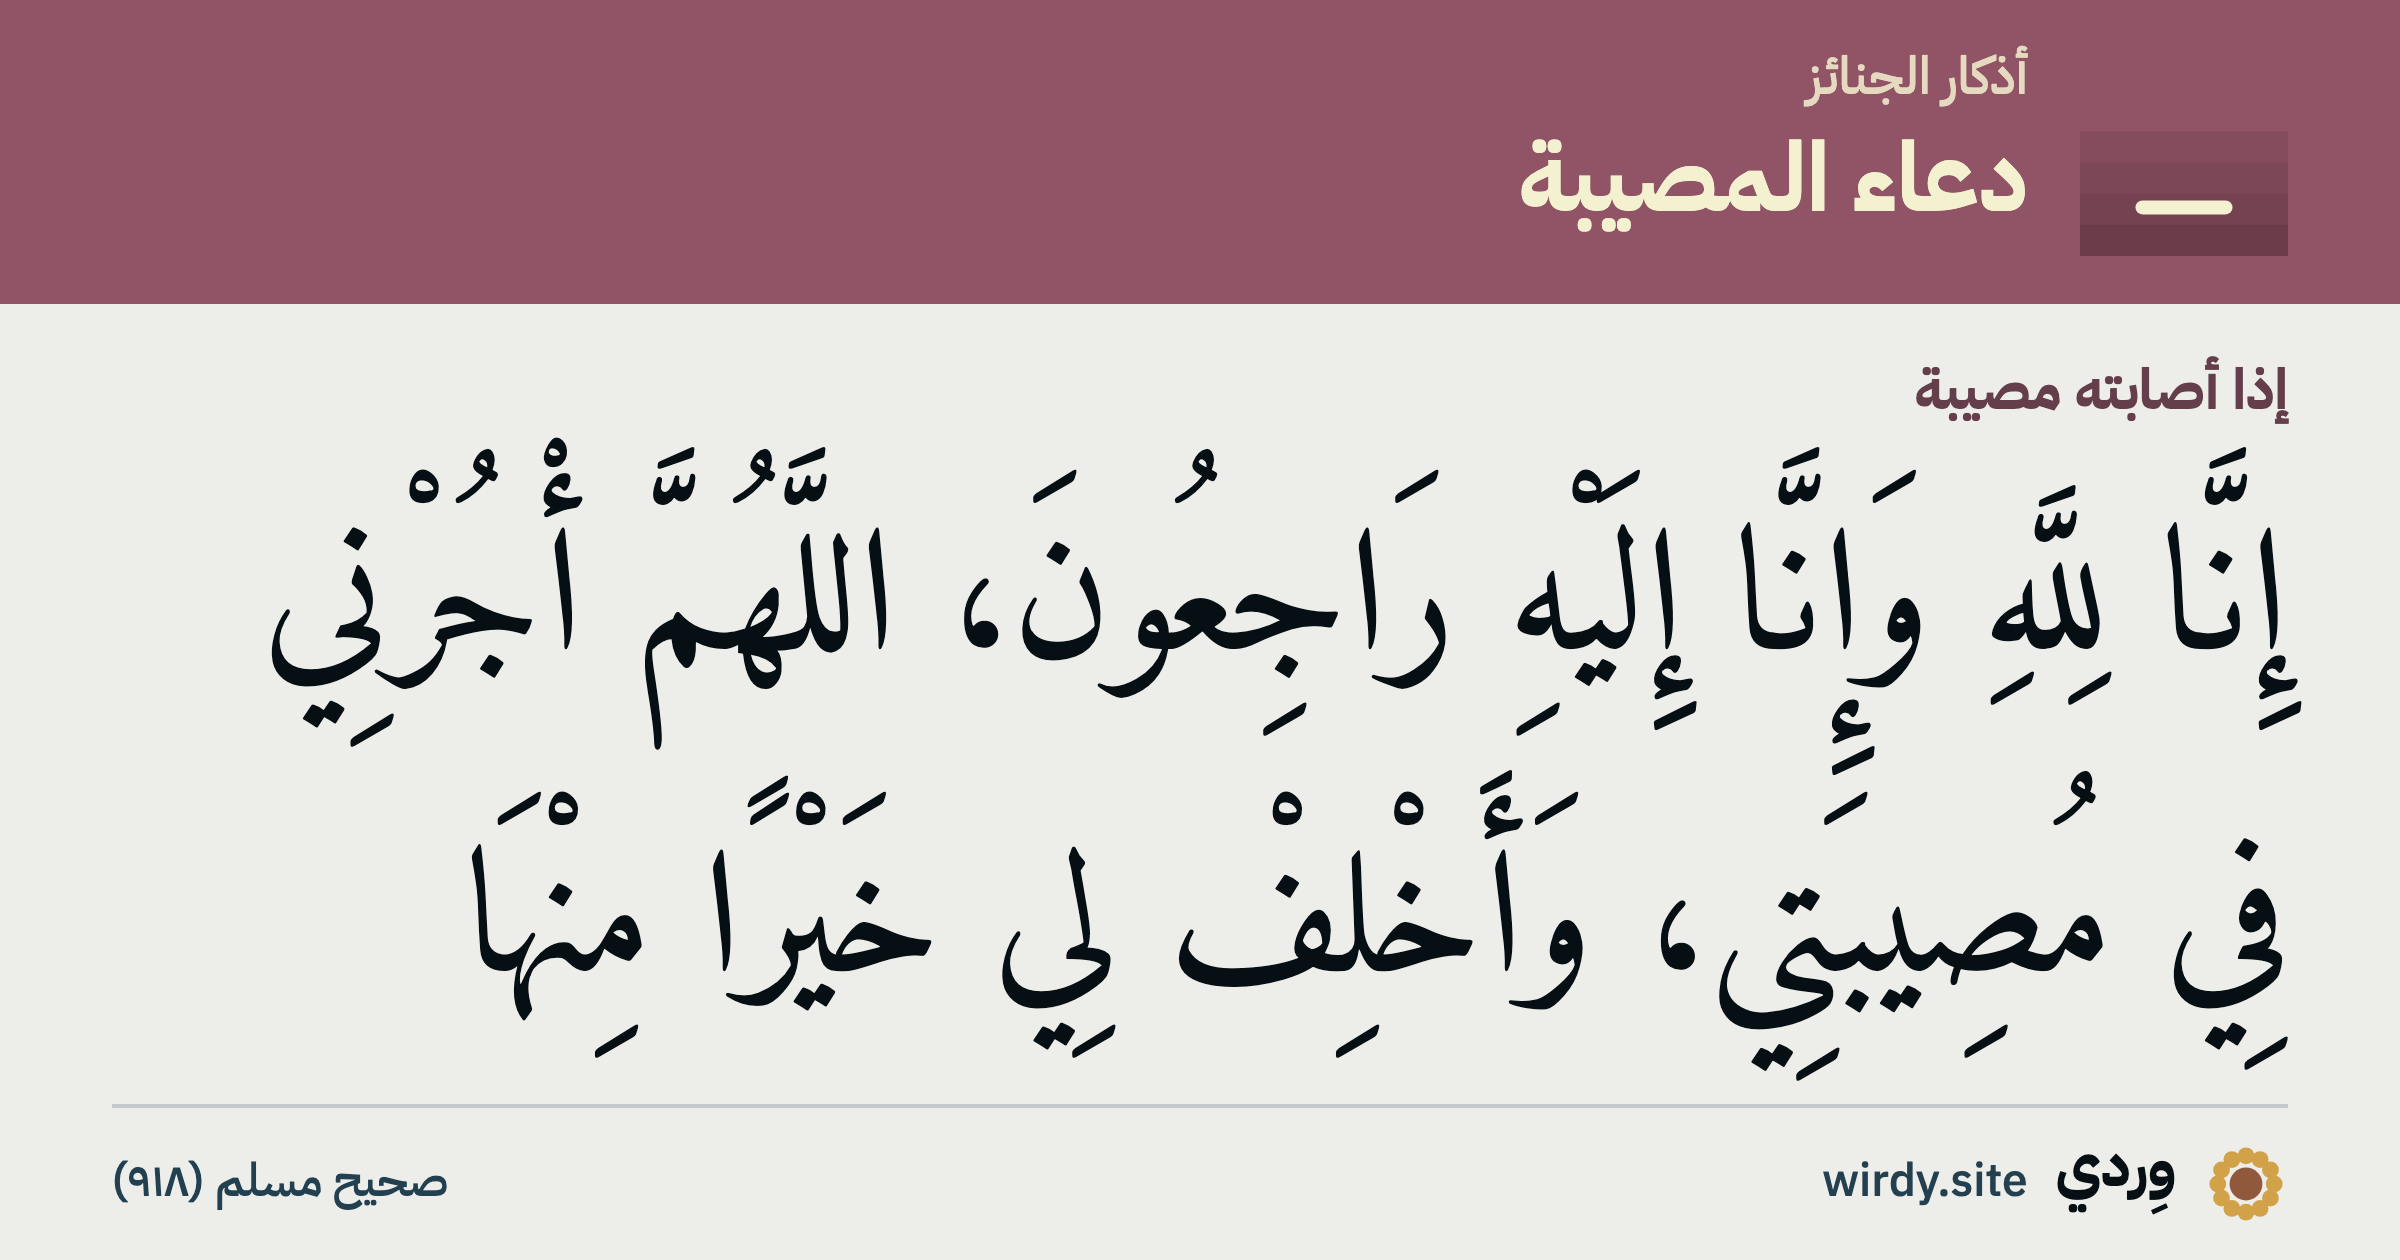 أذكار الجنائز
دعاء المصيبة
إذا أصابته مصيبة
إِنَّا لِلَّهِ وَإِنَّا إِلَيْهِ رَاجِعُونَ، اللَّهُمَّ أْجُرْنِي
فِي مُصِيبَتِي، وَأَخْلِفْ لِي خَيْرًا مِنْهَا
وِردي wirdy.site
صحيح مسلم (٩١٨)